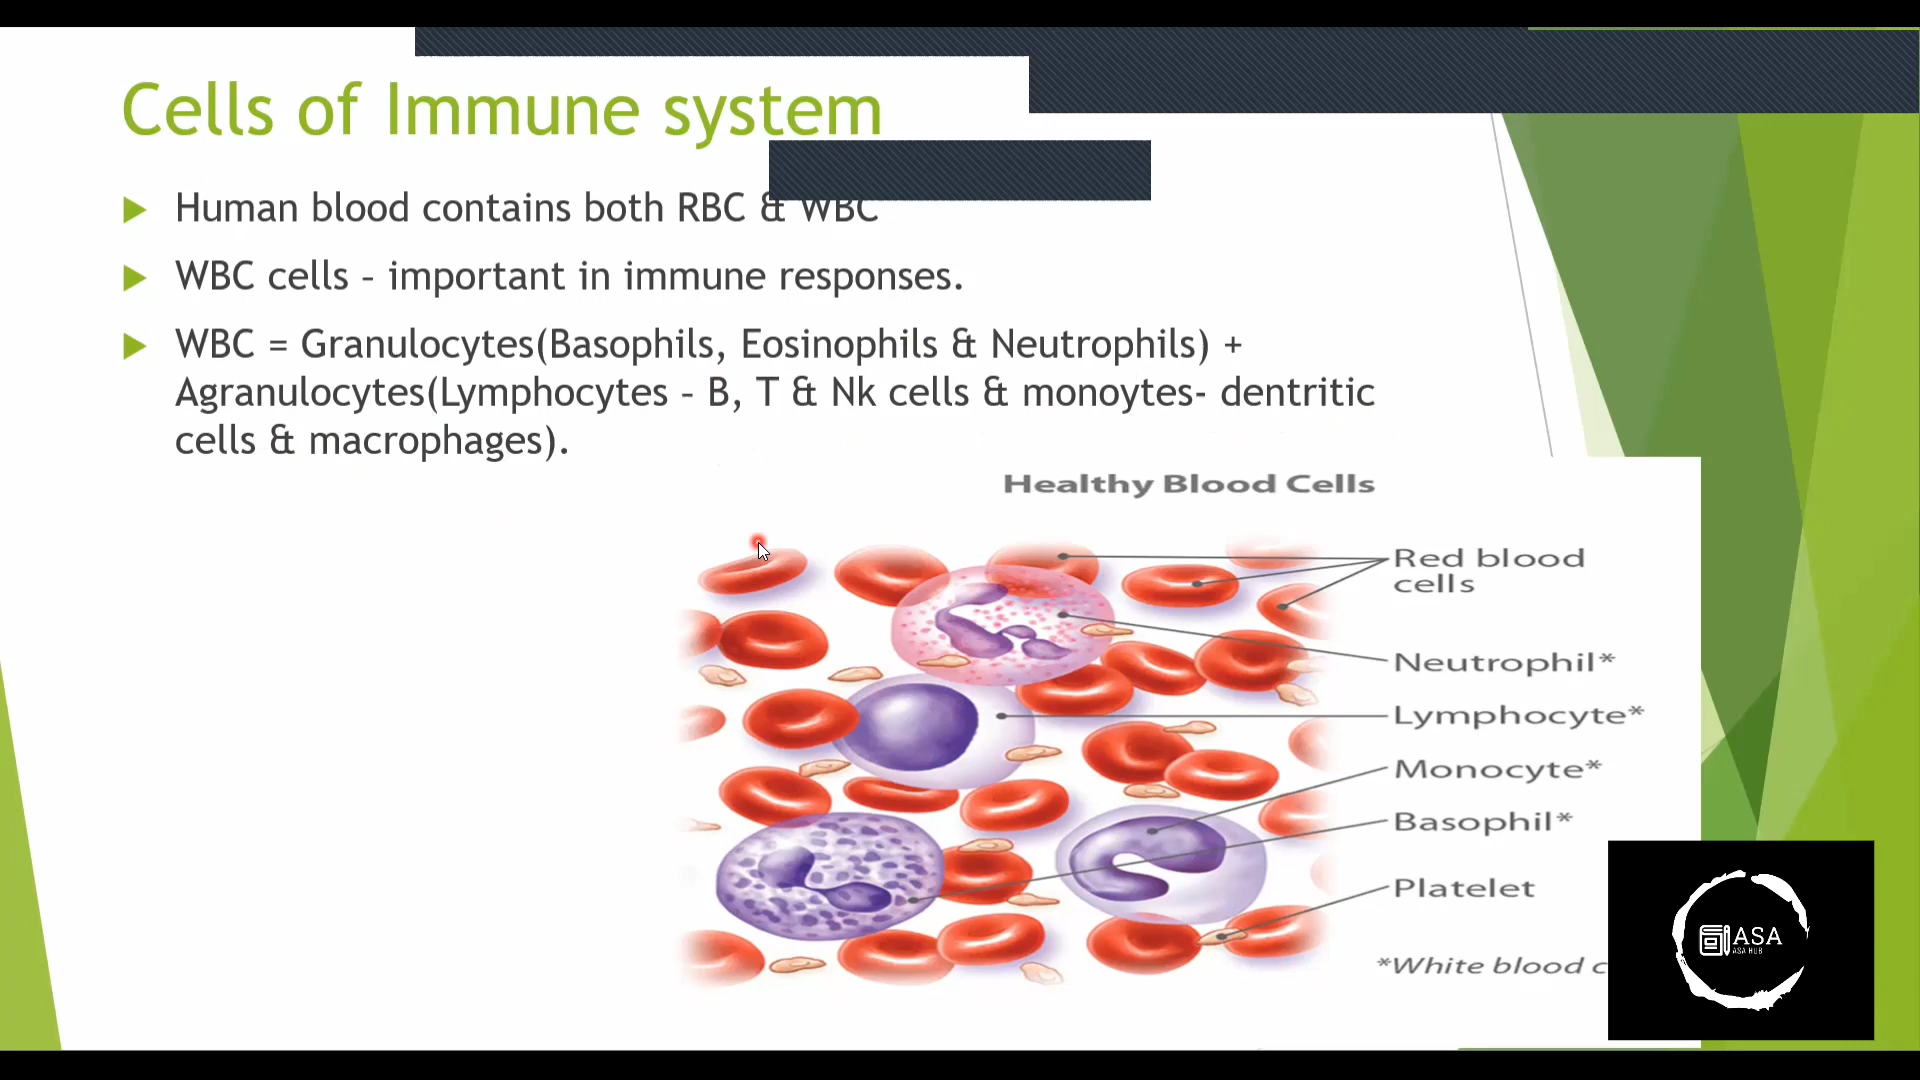 Cells of Immune system
Human blood contains both RBC & WBC
WBC cells – important in immune responses.
WBC = Granulocytes(Basophils, Eosinophils & Neutrophils) +
Agranulocytes(Lymphocytes – B, T & Nk cells & monoytes- dentritic
cells & macrophages).
Healthy Blood Cells
Red blood
cells
Neutrophil*
Lymphocyte*
Monocyte*
Basophil*
Platelet
*White blood c
ASA
ASA HUB